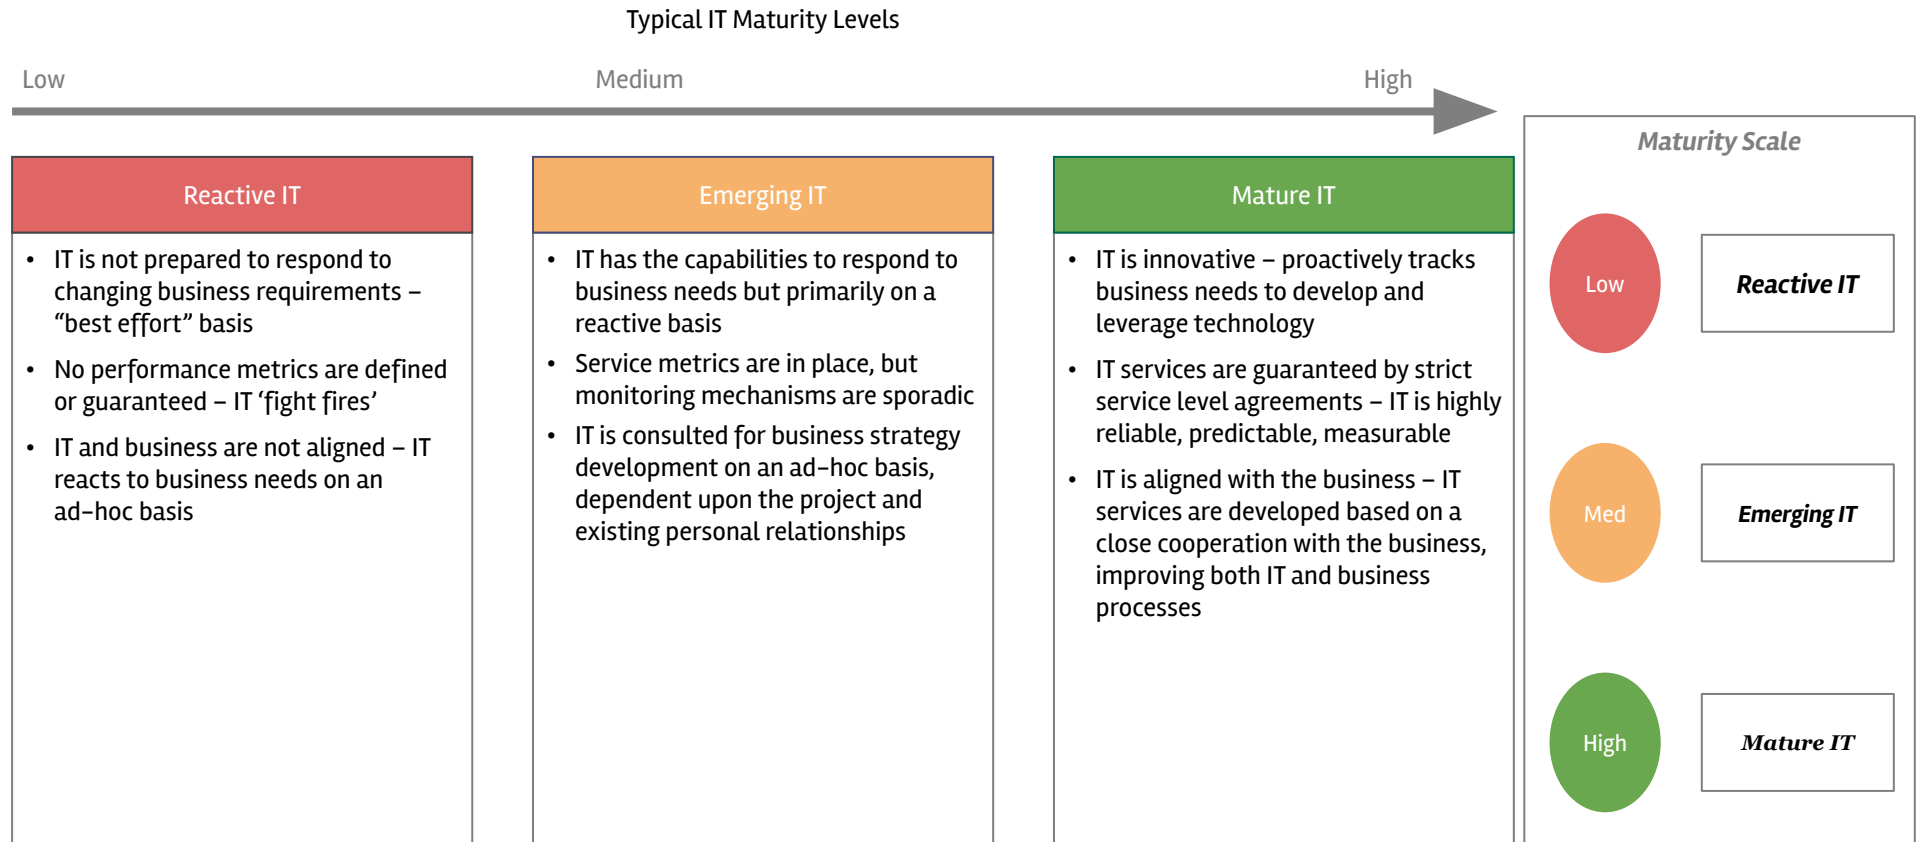 Typical IT Maturity Levels
Low
Medium
High
Reactive IT
• IT is not prepared to respond to
changing business requirements –
“best effort” basis
• No performance metrics are defined
or guaranteed – IT ‘fight fires’
• IT and business are not aligned – IT
reacts to business needs on an
ad-hoc basis
Emerging IT
• IT has the capabilities to respond to
business needs but primarily on a
reactive basis
• Service metrics are in place, but
monitoring mechanisms are sporadic
• IT is consulted for business strategy
development on an ad-hoc basis,
dependent upon the project and
existing personal relationships
Mature IT
• IT is innovative – proactively tracks
business needs to develop and
leverage technology
• IT services are guaranteed by strict
service level agreements – IT is highly
reliable, predictable, measurable
• IT is aligned with the business – IT
services are developed based on a
close cooperation with the business,
improving both IT and business
processes
Maturity Scale
Low
Reactive IT
Med
Emerging IT
High
Mature IT